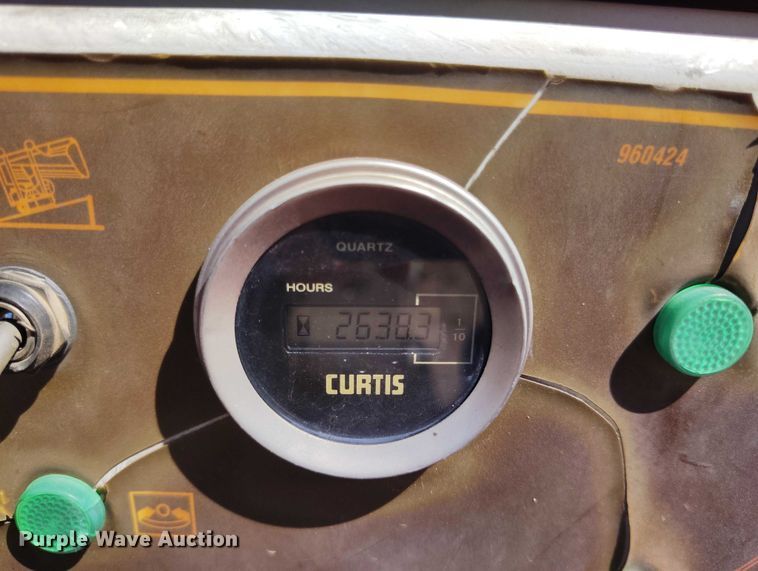 960424
QUARTZ
HOURS
2638.3
1
10
CURTIS
Purple Wave Auction